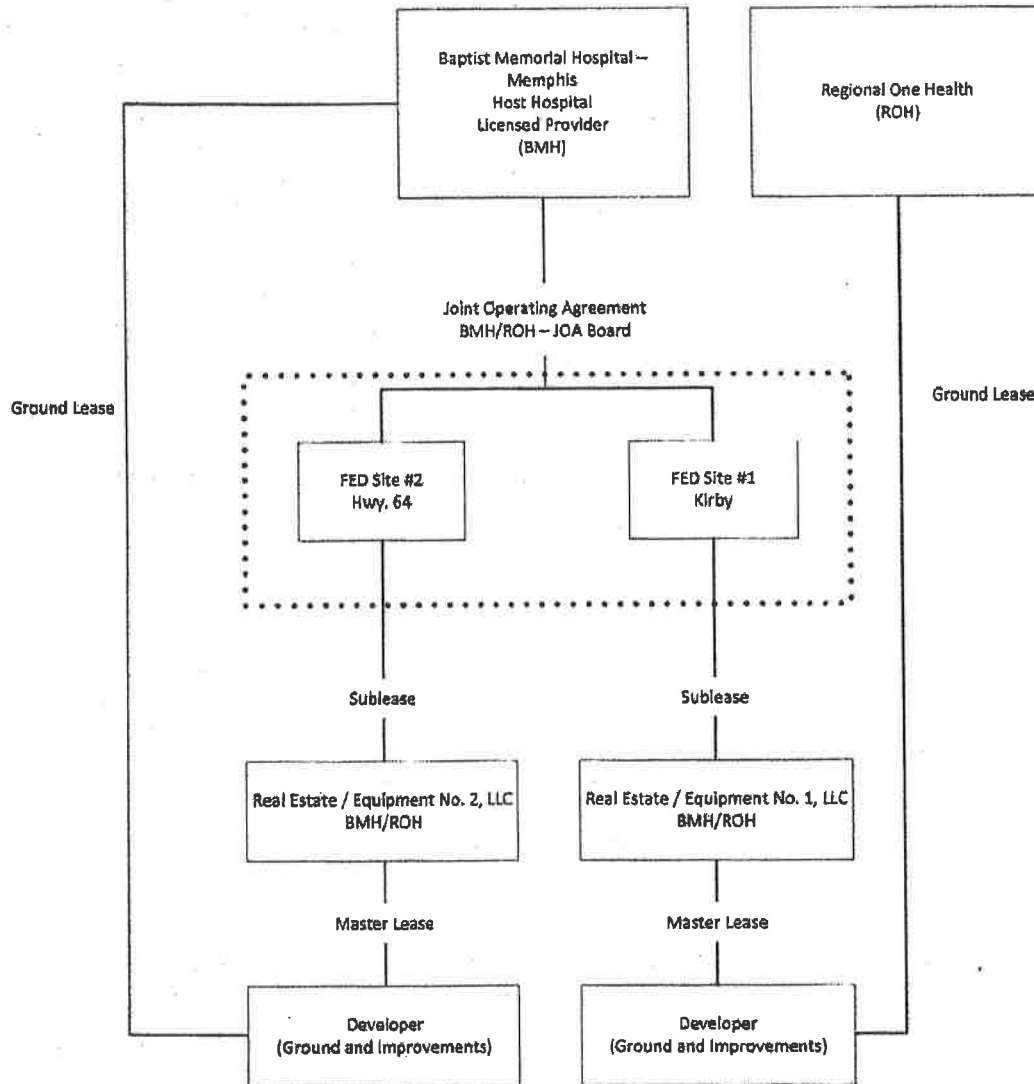 Baptist Memorial Hospital –
Memphis
Host Hospital
Licensed Provider
(BMH)
Regional One Health
(ROH)
Joint Operating Agreement
BMH/ROH – JOA Board
Ground Lease
Ground Lease
FED Site #2
Hwy. 64
FED Site #1
Kirby
Sublease
Sublease
Real Estate / Equipment No. 2, LLC
BMH/ROH
Real Estate / Equipment No. 1, LLC
BMH/ROH
Master Lease
Master Lease
Developer
(Ground and Improvements)
Developer
(Ground and Improvements)